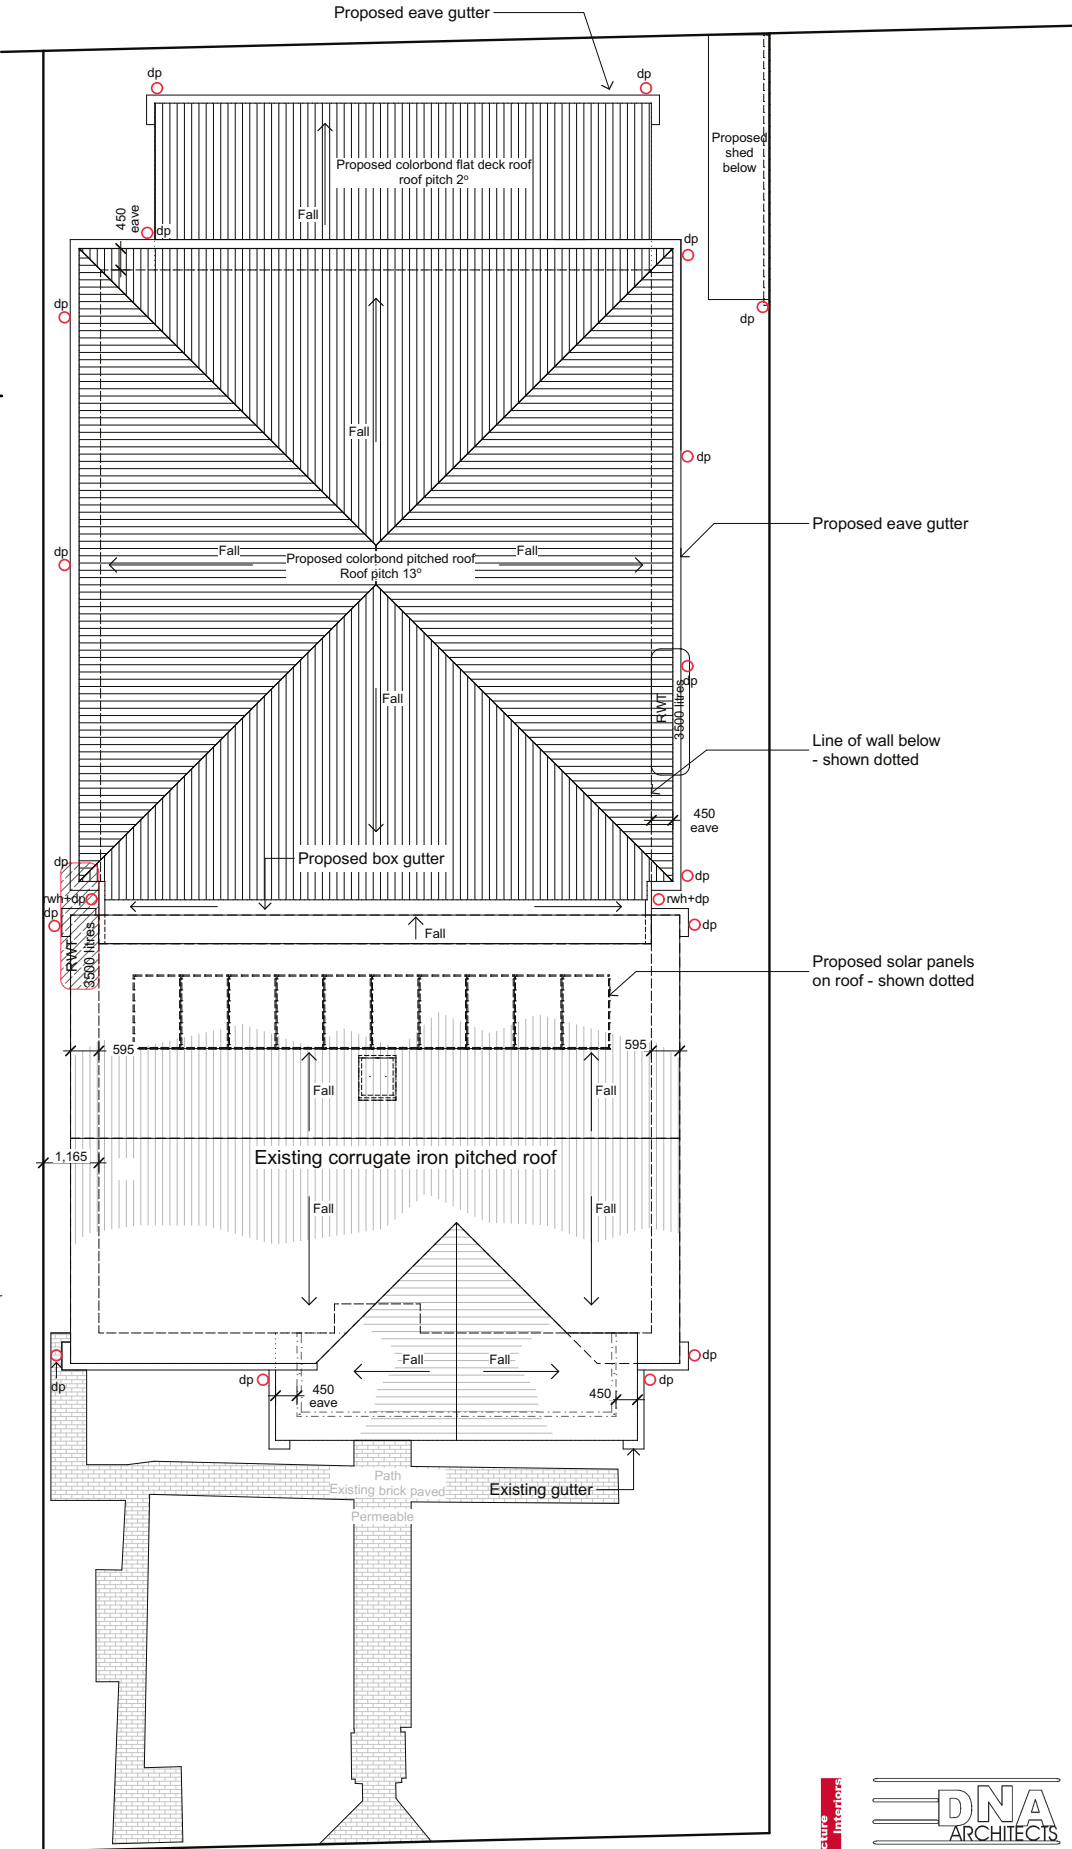 Proposed eave gutter
dp
dp
Proposed
shed
below
Proposed colorbond flat deck roof
roof pitch 2º
Fall
450
eave
dp
dp
dp
dp
Fall
dp
Proposed eave gutter
dp
Fall
Fall
Proposed colorbond pitched roof
Roof pitch 13º
dp
RWT
3500 litres
Fall
Line of wall below
- shown dotted
450
eave
Proposed box gutter
dp
dp
rwh+dp
rwh+dp
dp
dp
Fall
RWT
3500 litres
Proposed solar panels
on roof - shown dotted
595
595
Fall
Fall
1,165
Existing corrugate iron pitched roof
Fall
Fall
Fall
Fall
dp
dp
dp
dp
450
eave
450
Path
Existing brick paved
Permeable
Existing gutter
cture
Interiors
DNA
ARCHITECTS